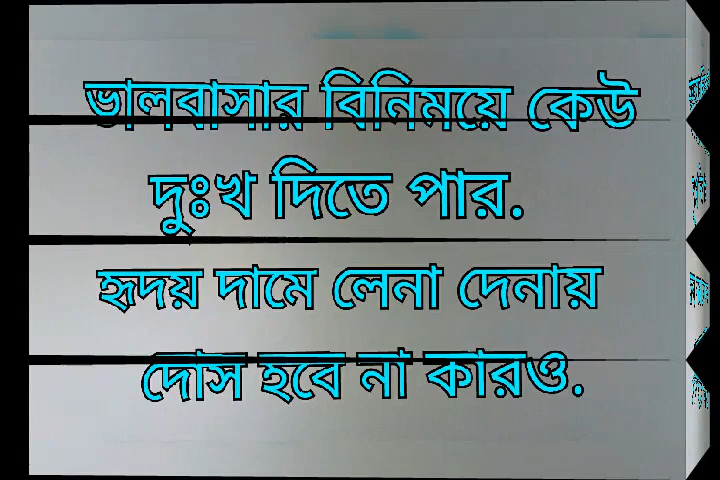 ভালবাসার বিনিময়ে কেউ
দুঃখ দিতে পার.
হৃদয় দামে লেনা দেনায়
দোস হবে না কারও.